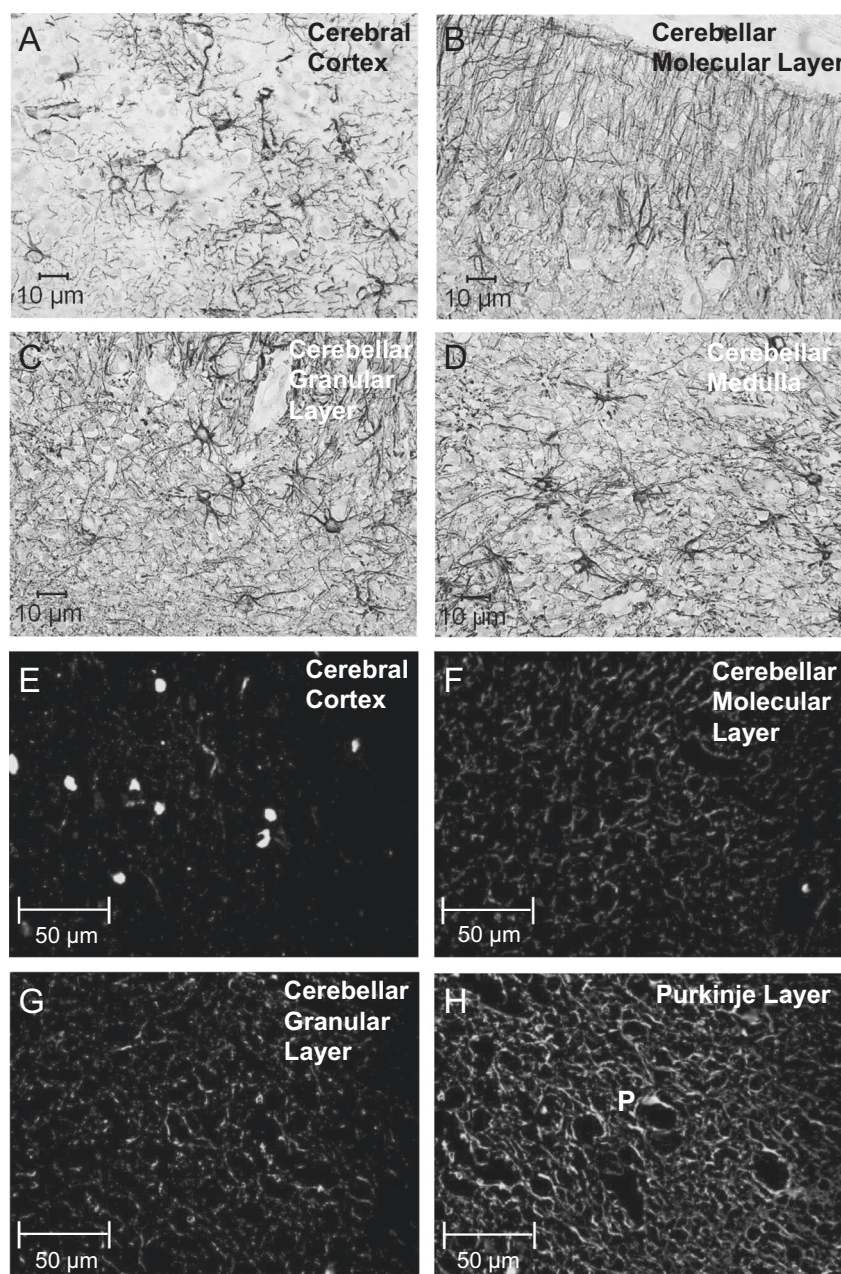 A
Cerebral
Cortex
10 µm
B
Cerebellar
Molecular Layer
10 µm
C
Cerebellar
Granular
Layer
10 µm
D
Cerebellar
Medulla
10 µm
E
Cerebral
Cortex
50 µm
F
Cerebellar
Molecular
Layer
50 µm
G
Cerebellar
Granular
Layer
50 µm
H
Purkinje Layer
P
50 µm